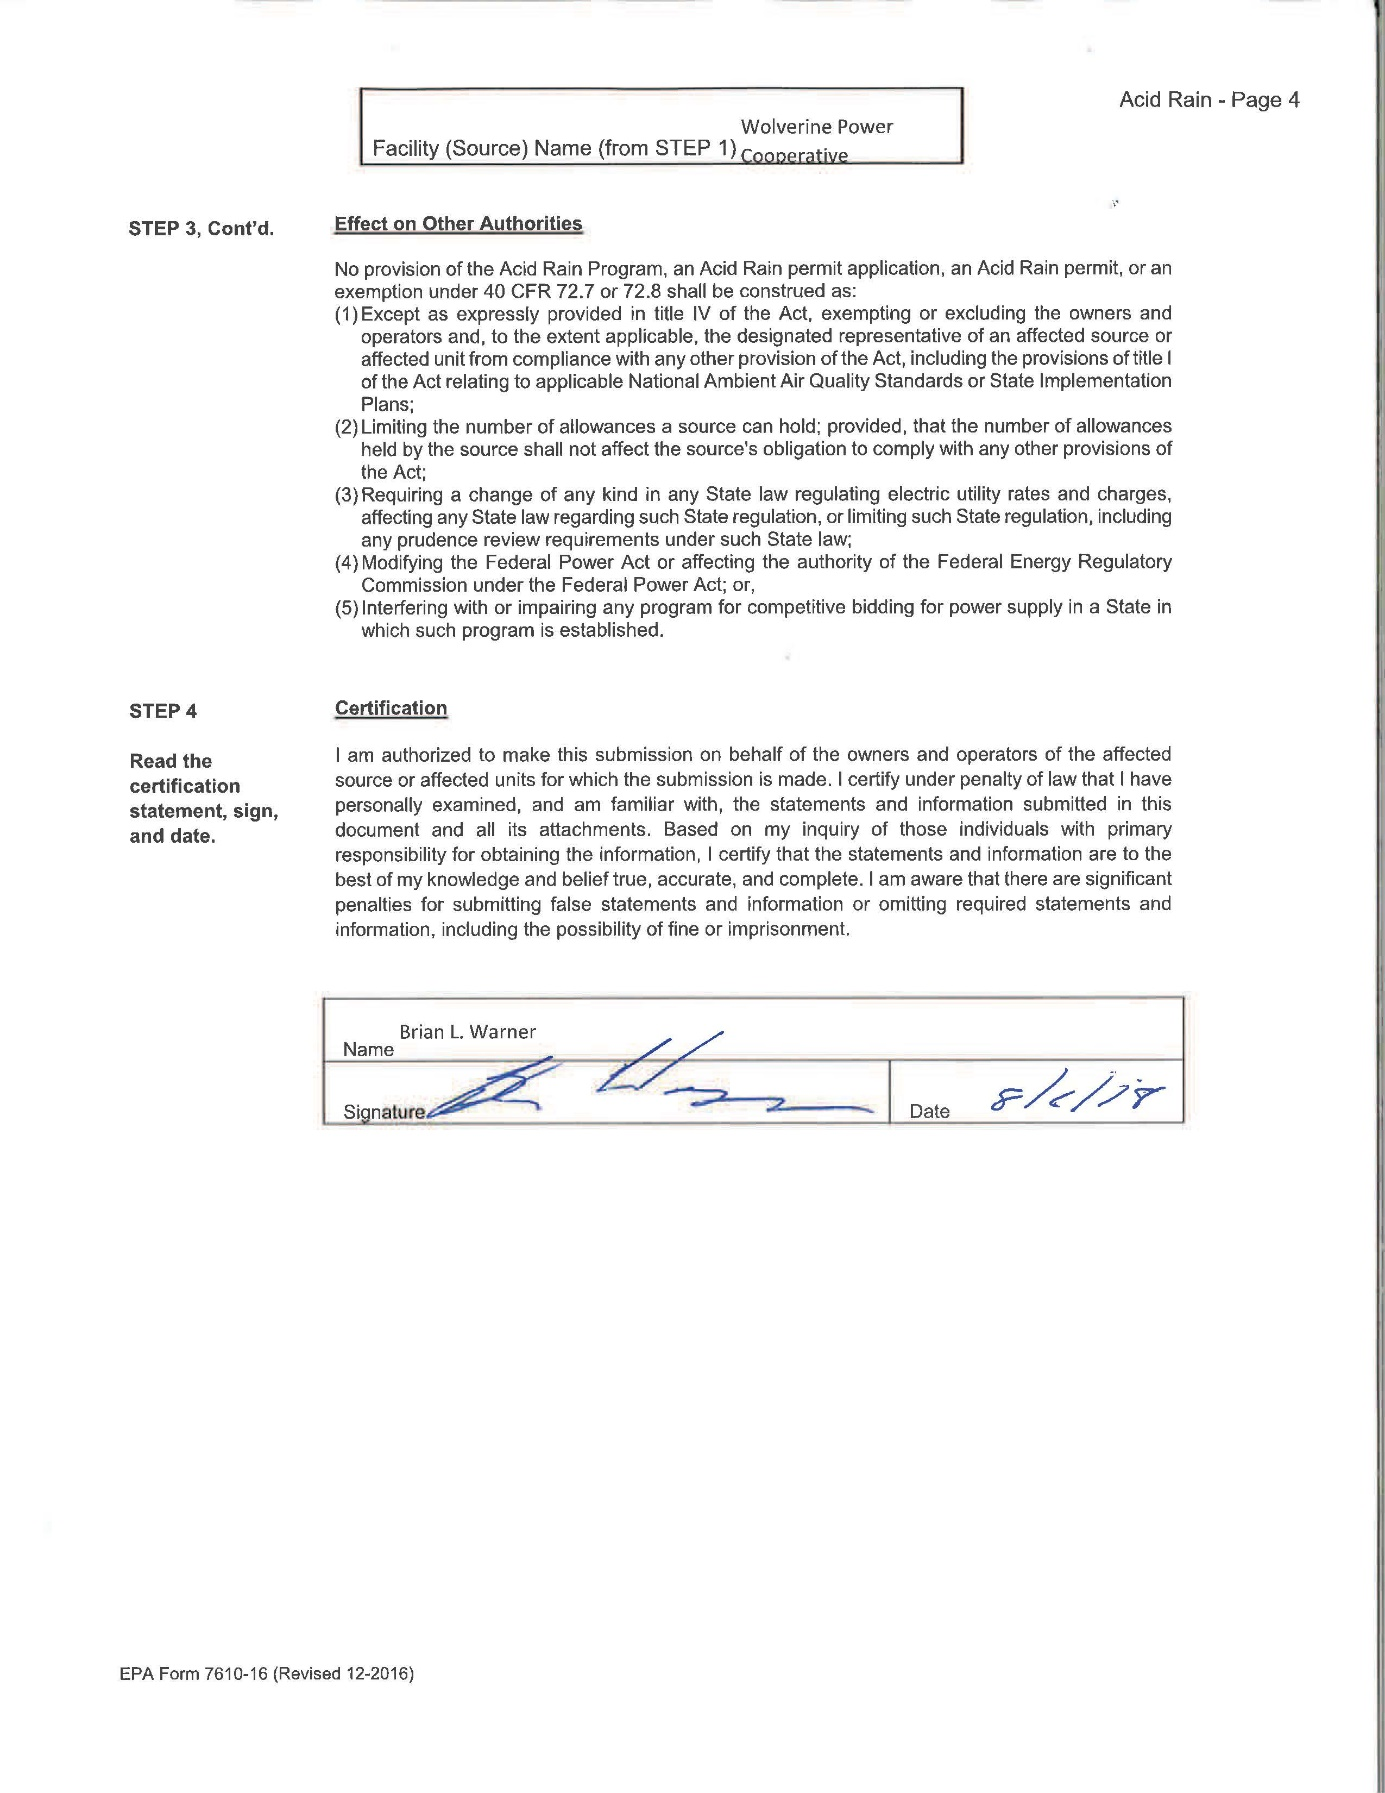 Acid Rain - Page 4
Wolverine Power
Facility (Source) Name (from STEP 1) Cooperative
STEP 3, Cont'd.
Effect on Other Authorities
No provision of the Acid Rain Program, an Acid Rain permit application, an Acid Rain permit, or an
exemption under 40 CFR 72.7 or 72.8 shall be construed as:
(1) Except as expressly provided in title IV of the Act, exempting or excluding the owners and
operators and, to the extent applicable, the designated representative of an affected source or
affected unit from compliance with any other provision of the Act, including the provisions of title I
of the Act relating to applicable National Ambient Air Quality Standards or State Implementation
Plans;
(2) Limiting the number of allowances a source can hold; provided, that the number of allowances
held by the source shall not affect the source's obligation to comply with any other provisions of
the Act;
(3) Requiring a change of any kind in any State law regulating electric utility rates and charges,
affecting any State law regarding such State regulation, or limiting such State regulation, including
any prudence review requirements under such State law;
(4) Modifying the Federal Power Act or affecting the authority of the Federal Energy Regulatory
Commission under the Federal Power Act; or,
(5) Interfering with or impairing any program for competitive bidding for power supply in a State in
which such program is established.
STEP 4
Read the
certification
statement, sign,
and date.
Certification
I am authorized to make this submission on behalf of the owners and operators of the affected
source or affected units for which the submission is made. I certify under penalty of law that I have
personally examined, and am familiar with, the statements and information submitted in this
document and all its attachments. Based on my inquiry of those individuals with primary
responsibility for obtaining the information, I certify that the statements and information are to the
best of my knowledge and belief true, accurate, and complete. I am aware that there are significant
penalties for submitting false statements and information or omitting required statements and
information, including the possibility of fine or imprisonment.
Brian L. Warner
Name
Signature
Date
EPA Form 7610-16 (Revised 12-2016)